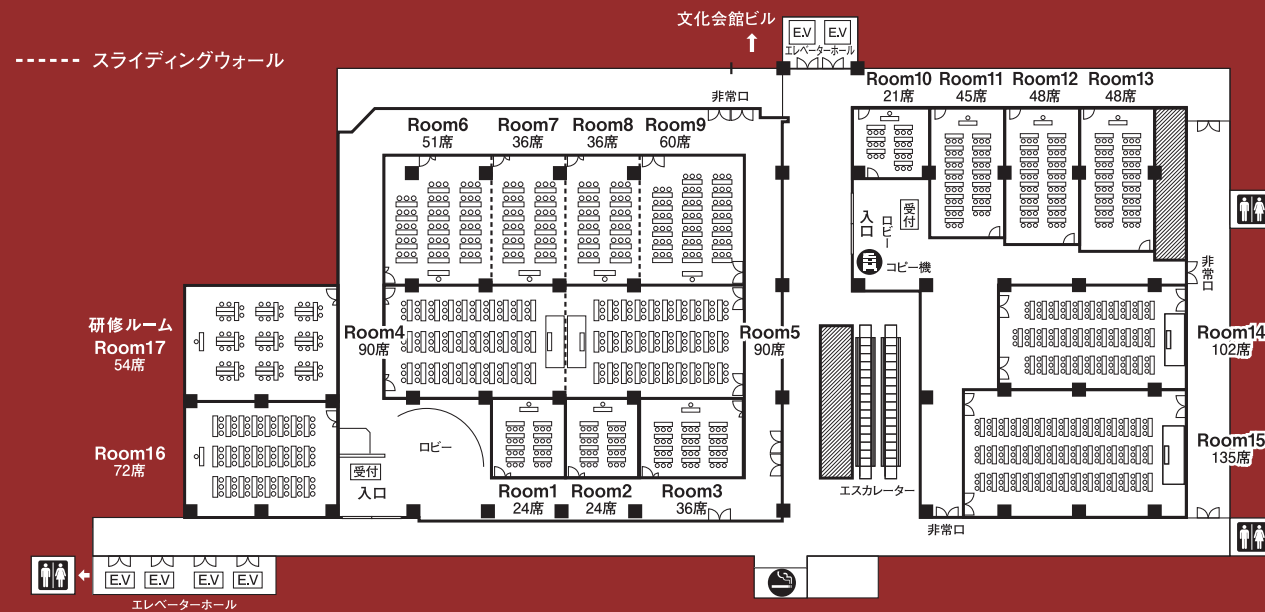 文化会館ビル
E.V
E.V
エレベーターホール
スライディングウォール
非常口
Room10
21席
Room11
45席
Room12
48席
Room13
48席
Room6
51席
Room7
36席
Room8
36席
Room9
60席
入口
ロビー
受付
コピー機
非常口
研修ルーム
Room17
54席
Room4
90席
Room5
90席
Room14
102席
Room16
72席
ロビー
受付
入口
Room1
24席
Room2
24席
Room3
36席
エスカレーター
Room15
135席
非常口
E.V
E.V
E.V
E.V
エレベーターホール